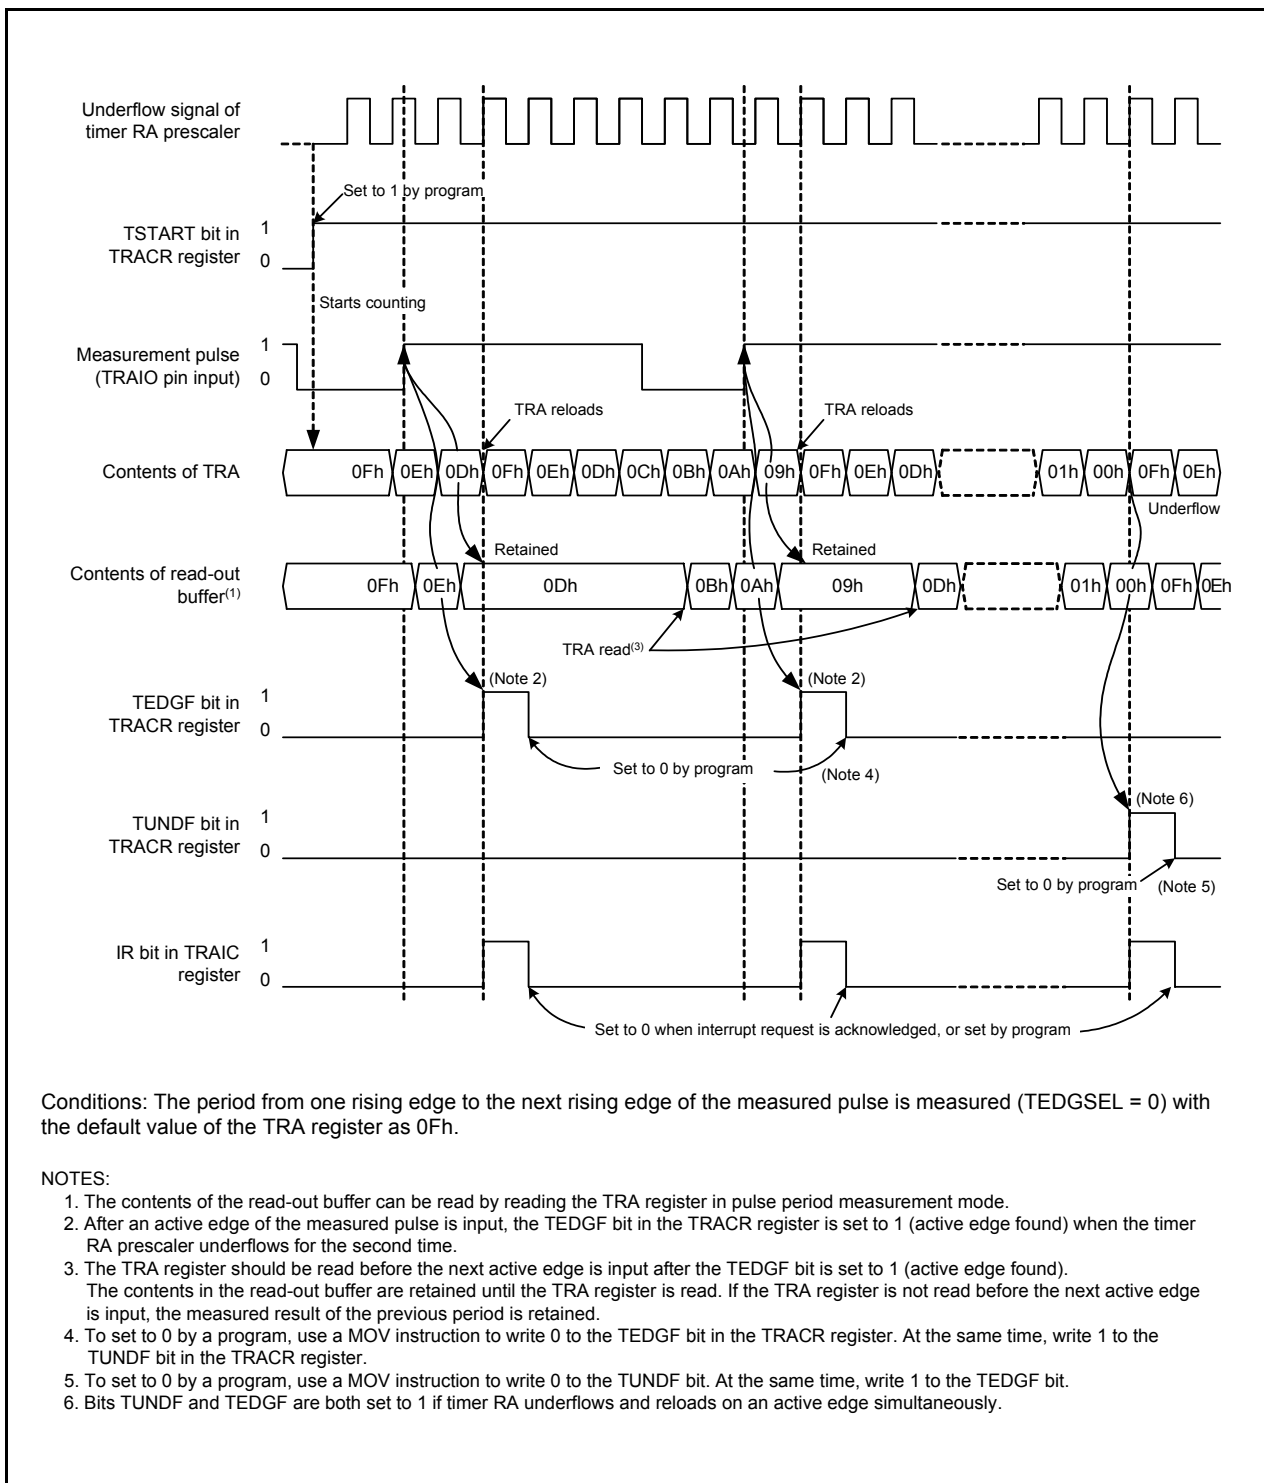 Underflow signal of
timer RA prescaler
Set to 1 by program
TSTART bit in
TRACR register
1
0
Starts counting
Measurement pulse
(TRAIO pin input)
1
0
TRA reloads
TRA reloads
Contents of TRA
0Fh 0Eh 0Dh 0Fh 0Eh 0Dh 0Ch 0Bh 0Ah 09h 0Fh 0Eh 0Dh 01h 00h 0Fh 0Eh
Underflow
Retained
Retained
Contents of read-out
buffer(1)
0Fh 0Eh 0Dh 0Bh 0Ah 09h 0Dh 01h 00h 0Fh 0Eh
TRA read(3)
(Note 2)
(Note 2)
TEDGF bit in
TRACR register
1
0
Set to 0 by program
(Note 4)
(Note 6)
TUNDF bit in
TRACR register
1
0
Set to 0 by program
(Note 5)
IR bit in TRAIC
register
1
0
Set to 0 when interrupt request is acknowledged, or set by program
Conditions: The period from one rising edge to the next rising edge of the measured pulse is measured (TEDGSEL = 0) with
the default value of the TRA register as 0Fh.
NOTES:
1. The contents of the read-out buffer can be read by reading the TRA register in pulse period measurement mode.
2. After an active edge of the measured pulse is input, the TEDGF bit in the TRACR register is set to 1 (active edge found) when the timer
RA prescaler underflows for the second time.
3. The TRA register should be read before the next active edge is input after the TEDGF bit is set to 1 (active edge found).
The contents in the read-out buffer are retained until the TRA register is read. If the TRA register is not read before the next active edge
is input, the measured result of the previous period is retained.
4. To set to 0 by a program, use a MOV instruction to write 0 to the TEDGF bit in the TRACR register. At the same time, write 1 to the
TUNDF bit in the TRACR register.
5. To set to 0 by a program, use a MOV instruction to write 0 to the TUNDF bit. At the same time, write 1 to the TEDGF bit.
6. Bits TUNDF and TEDGF are both set to 1 if timer RA underflows and reloads on an active edge simultaneously.